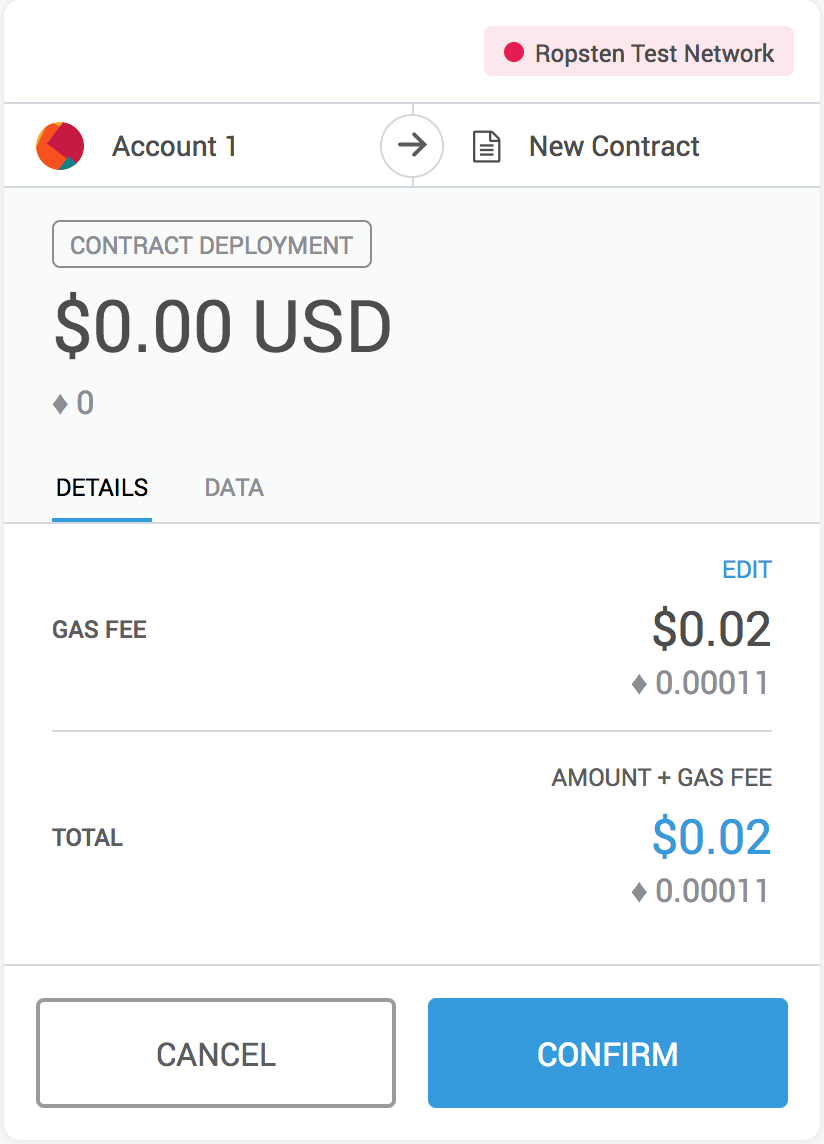 Ropsten Test Network
Account 1
New Contract
CONTRACT DEPLOYMENT
$0.00 USD
♦ 0
DETAILS DATA
EDIT
GAS FEE $0.02
♦ 0.00011
AMOUNT + GAS FEE
TOTAL $0.02
♦ 0.00011
CANCEL CONFIRM